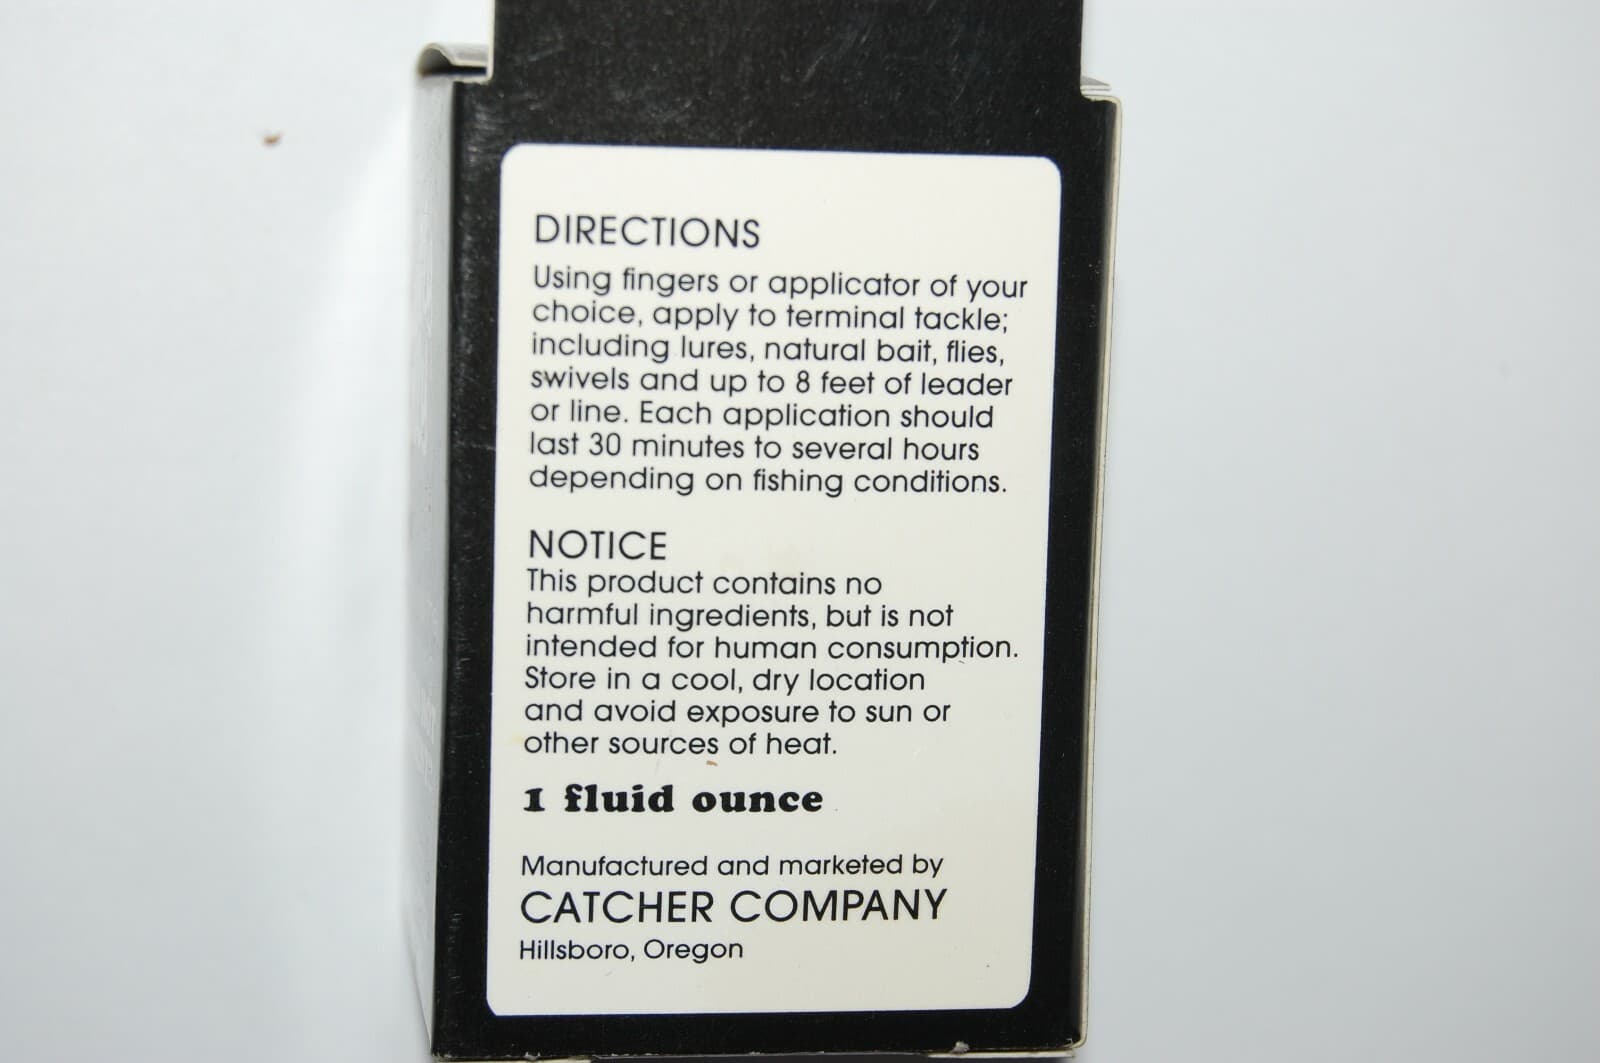 DIRECTIONS
Using fingers or applicator of your
choice, apply to terminal tackle;
including lures, natural bait, flies,
swivels and up to 8 feet of leader
or line. Each application should
last 30 minutes to several hours
depending on fishing conditions.
NOTICE
This product contains no
harmful ingredients, but is not
intended for human consumption.
Store in a cool, dry location
and avoid exposure to sun or
other sources of heat.
1 fluid ounce
Manufactured and marketed by
CATCHER COMPANY
Hillsboro, Oregon